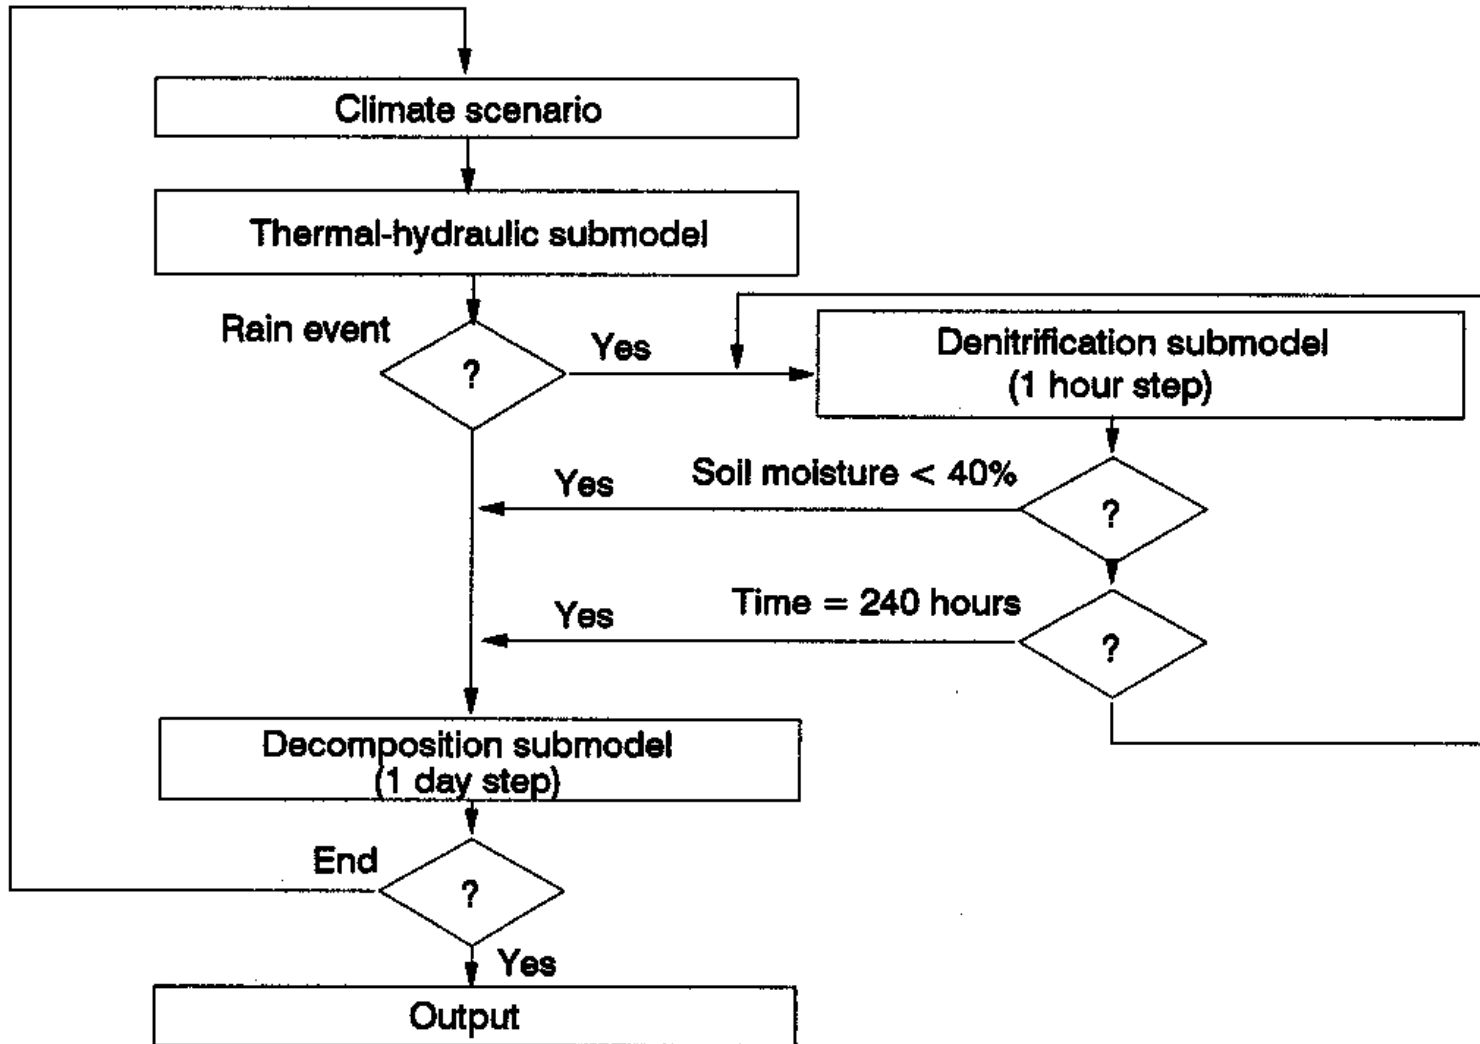 Climate scenario
Thermal-hydraulic submodel
Rain event
?
Yes
Denitrification submodel
(1 hour step)
Soil moisture < 40%
Yes
?
Time = 240 hours
Yes
?
Decomposition submodel
(1 day step)
End
?
Yes
Output